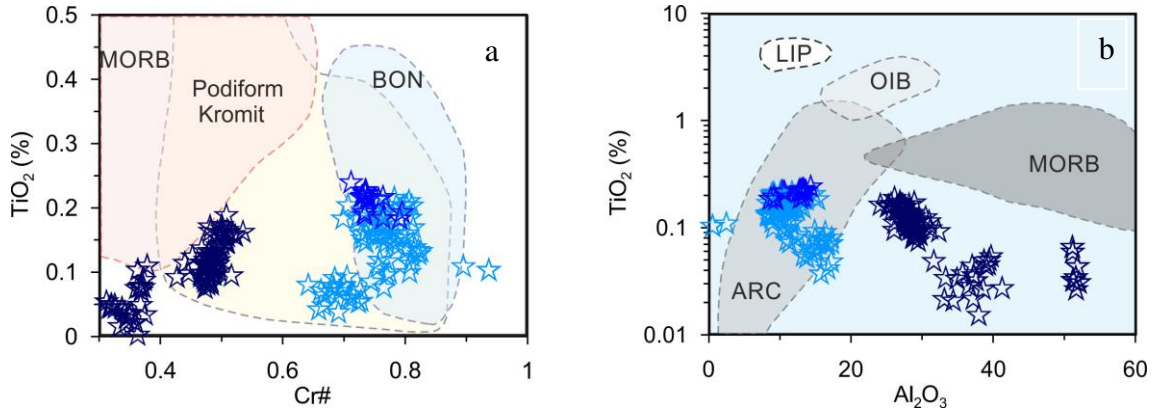 a
MORB
Podiform
Kromit
BON
TiO₂ (%)
0.5
0.4
0.3
0.2
0.1
0
0.4
0.6
0.8
1
Cr#
b
LIP
OIB
MORB
ARC
TiO₂ (%)
10
1
0.1
0.01
0
20
40
60
Al₂O₃